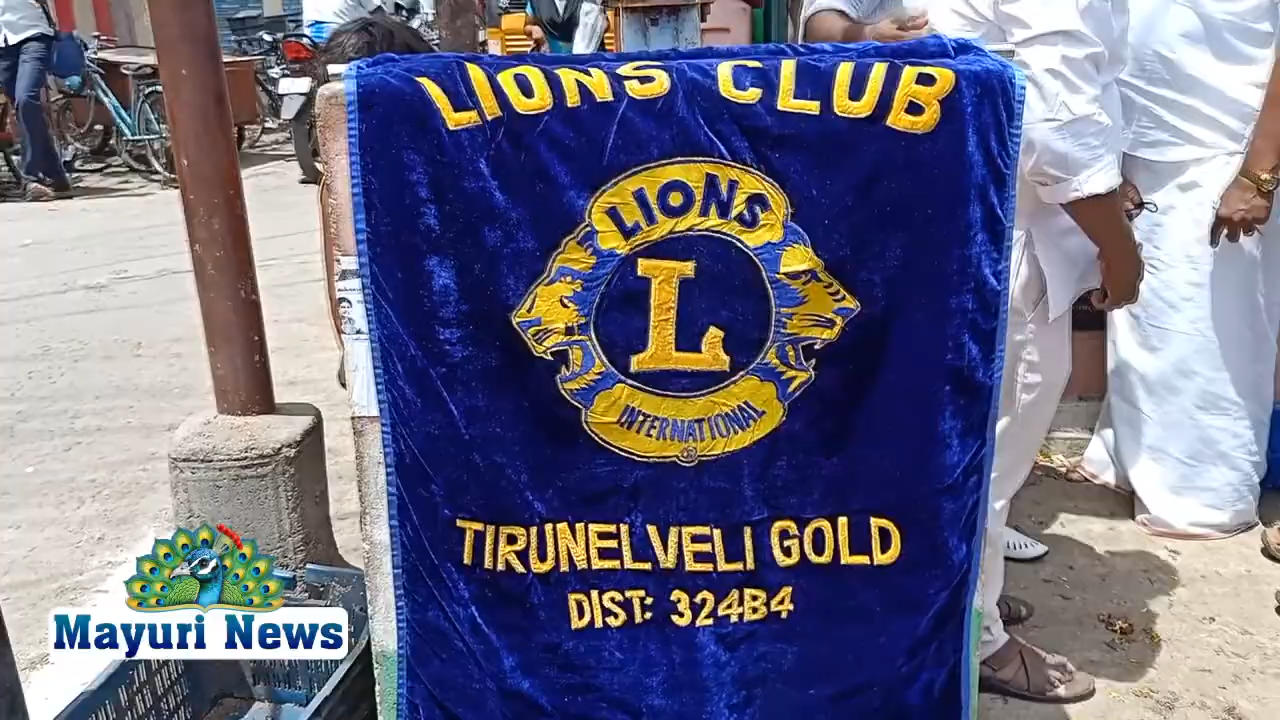 LIONS CLUB
LIONS
L
INTERNATIONAL
®
TIRUNELVELI GOLD
DIST: 324B4
Mayuri News